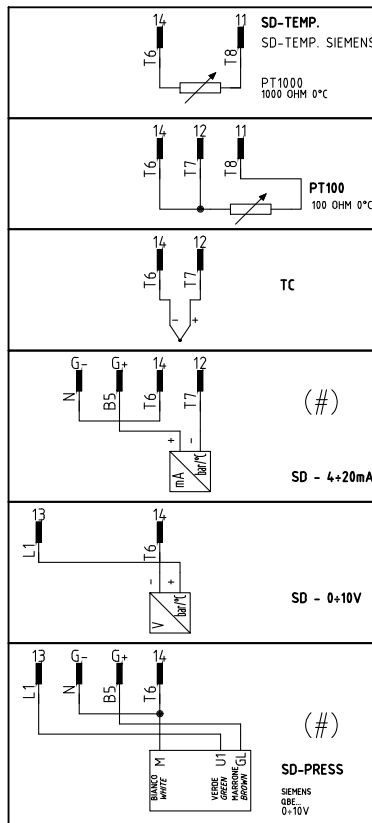 14 11 SD-TEMP.
SD-TEMP. SIEMENS
T6 T8
PT1000
1000 OHM 0°C
14 12 11
T6 T7 T8
PT100
100 OHM 0°C
14 12
T6 T7
TC
- +
G- G+ 14 12
N B5 T6 T7
(#)
+ -
mA bar/°C
SD - 4÷20mA
13 14
L1 T6
- +
V bar/°C
SD - 0÷10V
13 G- G+ 14
L1 N B5 T6
(#)
M U1 GL
BIANCO
WHITE
VERDE
GREEN
MARRONE
BROWN
SD-PRESS
SIEMENS
QBE...
0÷10V